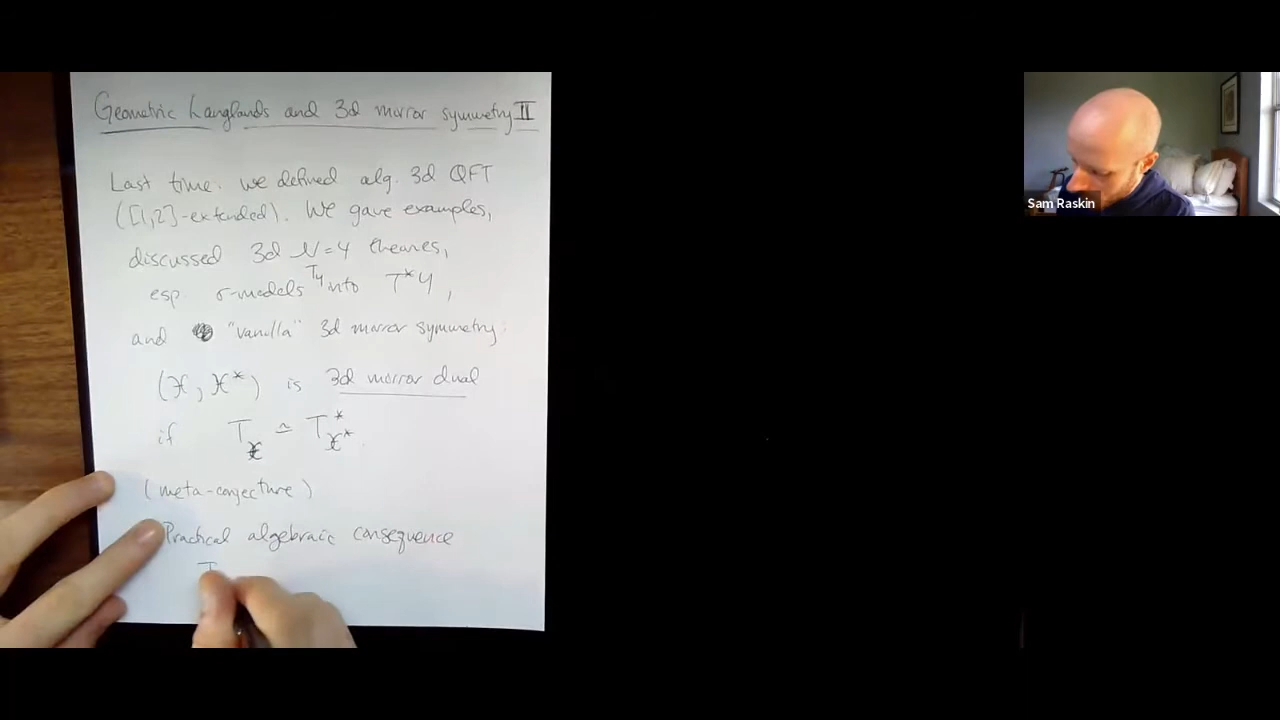 Geometric Langlands and 3d mirror symmetry II
Last time: we defined alg. 3d QFT
([1,2]-extended). We gave examples,
discussed 3d N=4 theories,
esp. σ-models T_Y into T*Y,
and "vanilla" 3d mirror symmetry:
(X, X*) is 3d mirror dual
if T_X ≃ T*_X*.
(meta-conjecture)
Practical algebraic consequence
T
Sam Raskin